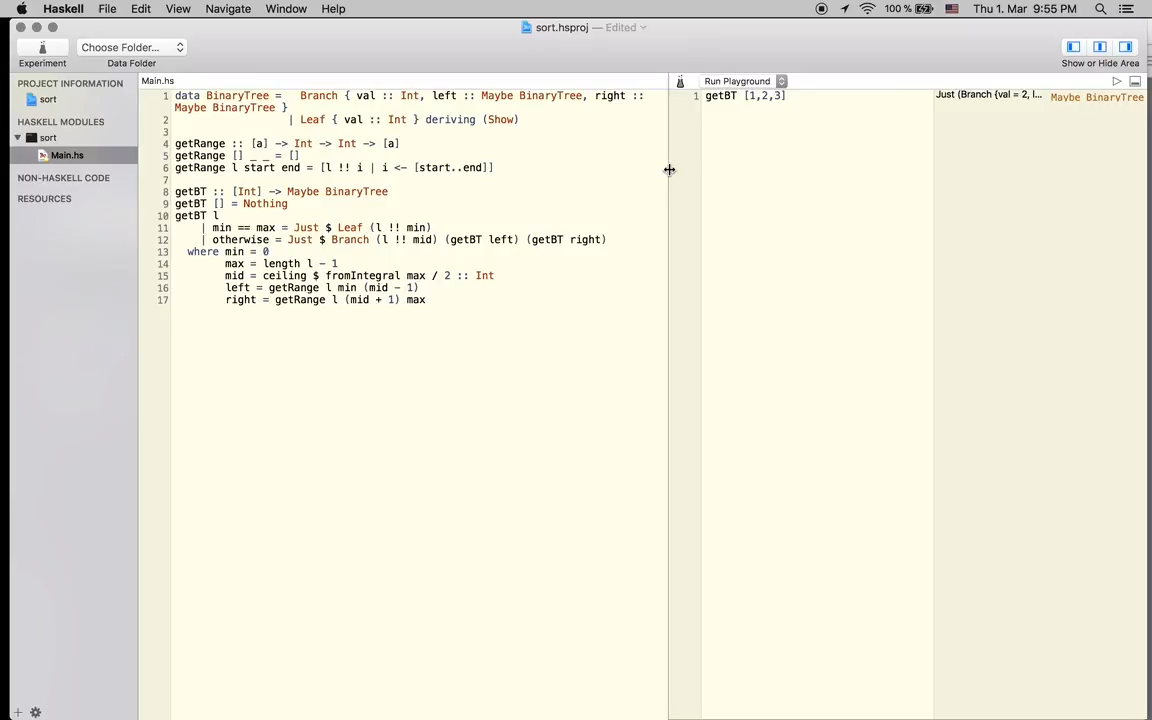 Haskell File Edit View Navigate Window Help 100 % Thu 1. Mar 9:55 PM
sort.hsproj — Edited
Choose Folder...
Experiment Data Folder Show or Hide Area
PROJECT INFORMATION
sort
HASKELL MODULES
sort
Main.hs
NON-HASKELL CODE
RESOURCES
Main.hs
1 data BinaryTree =   Branch { val :: Int, left :: Maybe BinaryTree, right ::
Maybe BinaryTree }
2                   | Leaf { val :: Int } deriving (Show)
3
4 getRange :: [a] -> Int -> Int -> [a]
5 getRange [] _ _ = []
6 getRange l start end = [l !! i | i <- [start..end]]
7
8 getBT :: [Int] -> Maybe BinaryTree
9 getBT [] = Nothing
10 getBT l
11     | min == max = Just $ Leaf (l !! min)
12     | otherwise = Just $ Branch (l !! mid) (getBT left) (getBT right)
13   where min = 0
14         max = length l - 1
15         mid = ceiling $ fromIntegral max / 2 :: Int
16         left = getRange l min (mid - 1)
17         right = getRange l (mid + 1) max
Run Playground
1 getBT [1,2,3]
Just (Branch {val = 2, l... Maybe BinaryTree